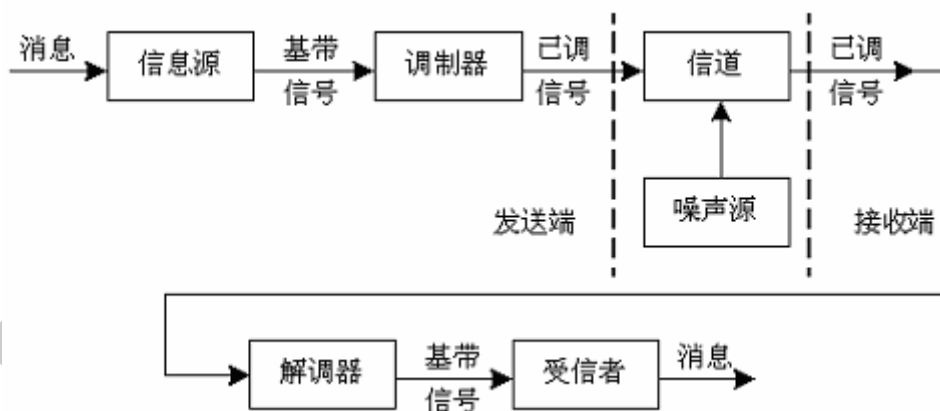 消息
信息源
基带
信号
调制器
已调
信号
信道
已调
信号
噪声源
发送端
接收端
解调器
基带
信号
受信者
消息